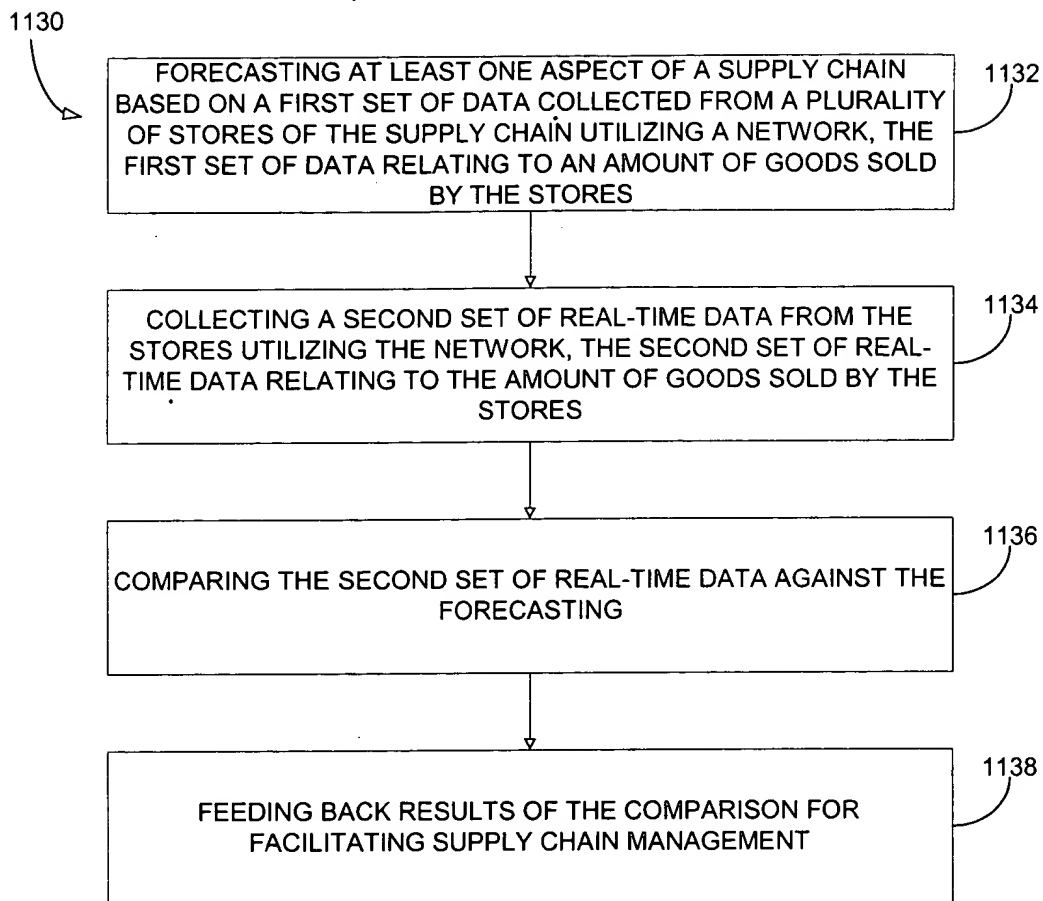 1130
FORECASTING AT LEAST ONE ASPECT OF A SUPPLY CHAIN
BASED ON A FIRST SET OF DATA COLLECTED FROM A PLURALITY
OF STORES OF THE SUPPLY CHAIN UTILIZING A NETWORK, THE
FIRST SET OF DATA RELATING TO AN AMOUNT OF GOODS SOLD
BY THE STORES
1132
COLLECTING A SECOND SET OF REAL-TIME DATA FROM THE
STORES UTILIZING THE NETWORK, THE SECOND SET OF REAL-
TIME DATA RELATING TO THE AMOUNT OF GOODS SOLD BY THE
STORES
1134
COMPARING THE SECOND SET OF REAL-TIME DATA AGAINST THE
FORECASTING
1136
FEEDING BACK RESULTS OF THE COMPARISON FOR
FACILITATING SUPPLY CHAIN MANAGEMENT
1138